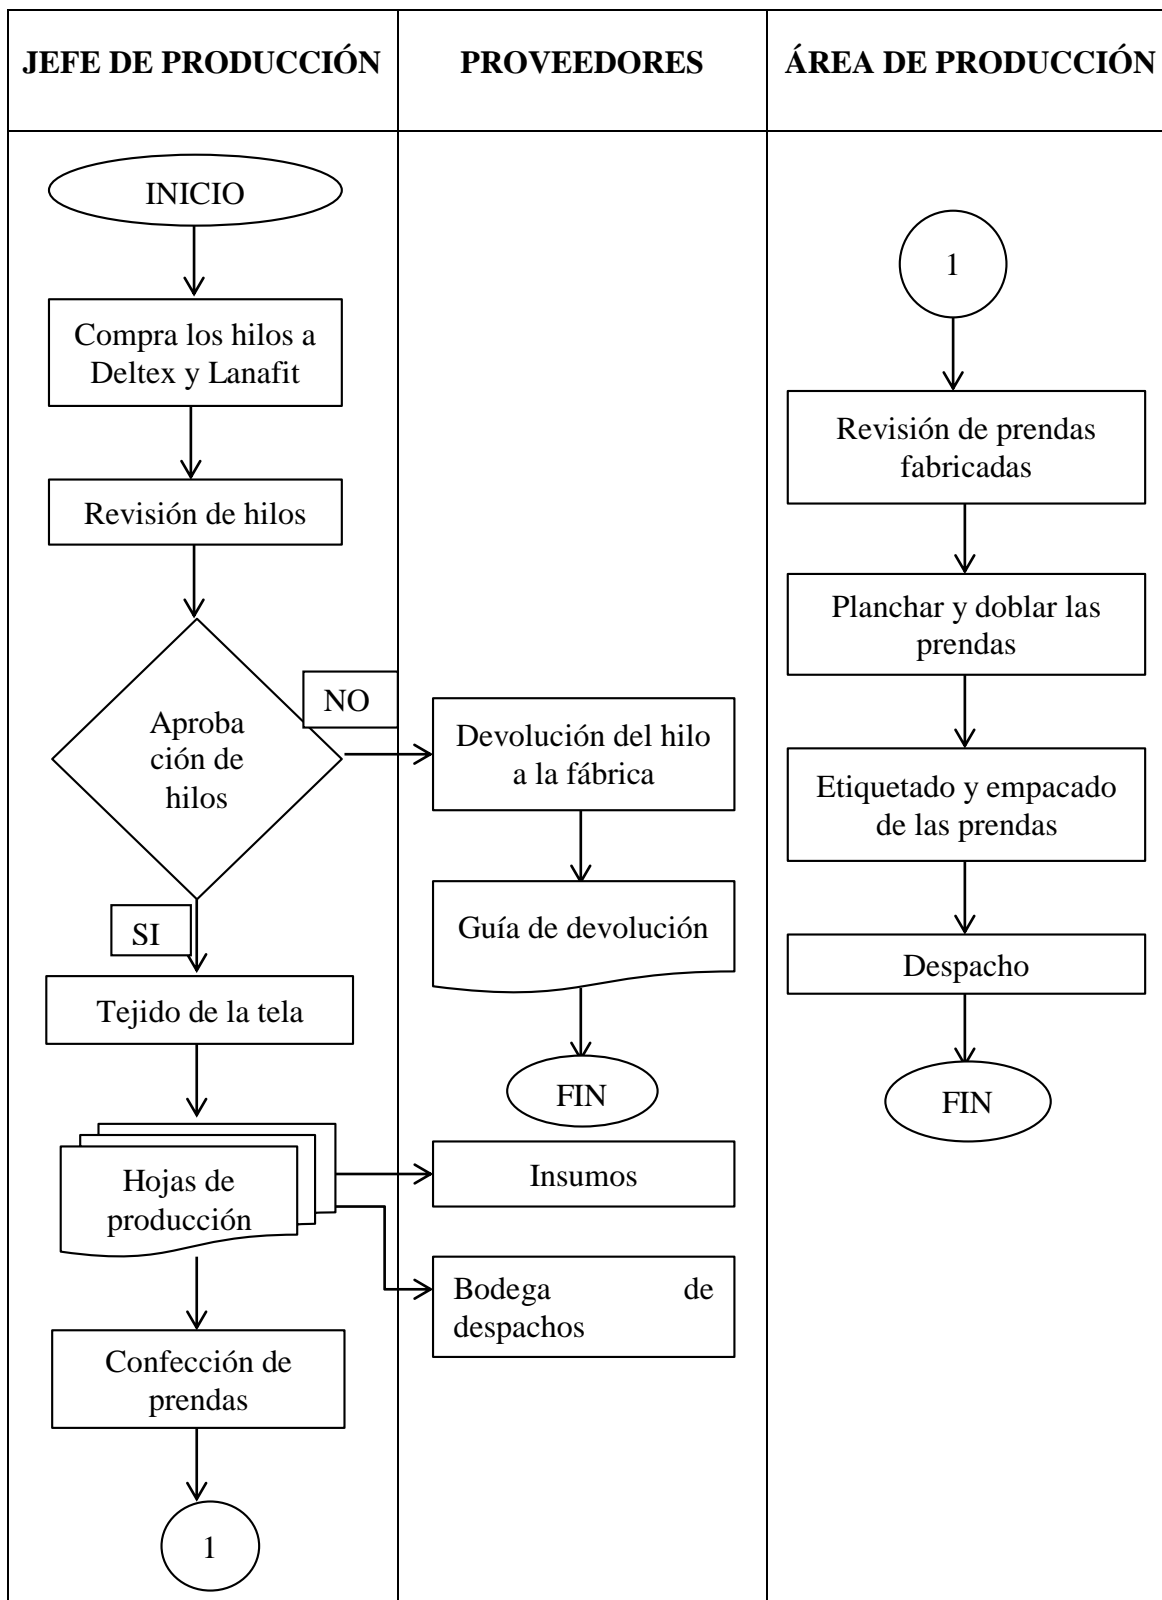 JEFE DE PRODUCCIÓN
PROVEEDORES
ÁREA DE PRODUCCIÓN
INICIO
Compra los hilos a
Deltex y Lanafit
Revisión de hilos
Aproba
ción de
hilos
NO
SI
Tejido de la tela
Hojas de
producción
Confección de
prendas
1
Devolución del hilo
a la fábrica
Guía de devolución
FIN
Insumos
Bodega de
despachos
1
Revisión de prendas
fabricadas
Planchar y doblar las
prendas
Etiquetado y empacado
de las prendas
Despacho
FIN